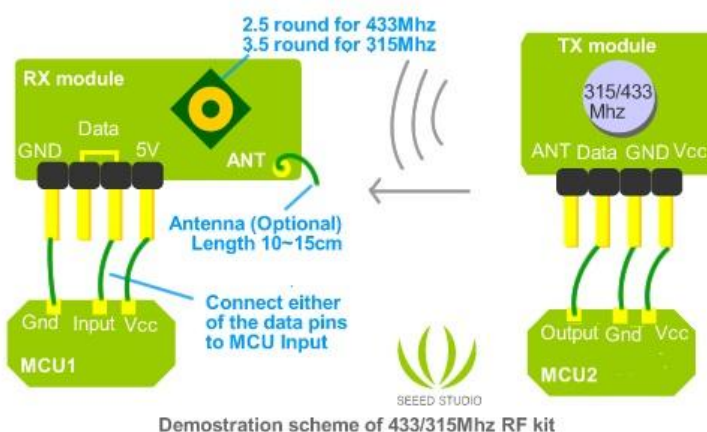 2.5 round for 433Mhz
3.5 round for 315Mhz
RX module
Data
GND
5V
ANT
Antenna (Optional)
Length 10~15cm
Gnd
Input
Vcc
MCU1
Connect either
of the data pins
to MCU Input
TX module
315/433
Mhz
ANT
Data
GND
Vcc
Output
Gnd
Vcc
MCU2
SEEED STUDIO
Demostration scheme of 433/315Mhz RF kit